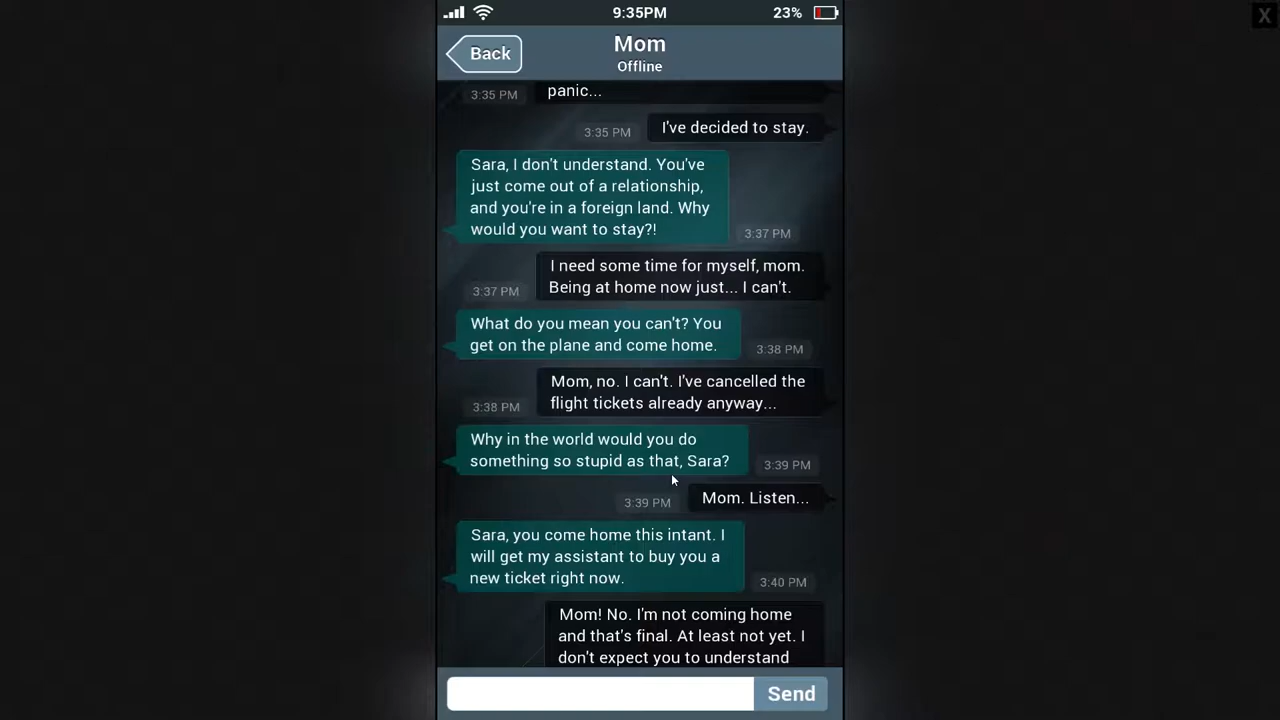 9:35PM
23%
X
Back
Mom
Offline
panic...
3:35 PM
I've decided to stay.
3:35 PM
Sara, I don't understand. You've
just come out of a relationship,
and you're in a foreign land. Why
would you want to stay?!
3:37 PM
I need some time for myself, mom.
Being at home now just... I can't.
3:37 PM
What do you mean you can't? You
get on the plane and come home.
3:38 PM
Mom, no. I can't. I've cancelled the
flight tickets already anyway...
3:38 PM
Why in the world would you do
something so stupid as that, Sara?
3:39 PM
Mom. Listen...
3:39 PM
Sara, you come home this intant. I
will get my assistant to buy you a
new ticket right now.
3:40 PM
Mom! No. I'm not coming home
and that's final. At least not yet. I
don't expect you to understand
Send